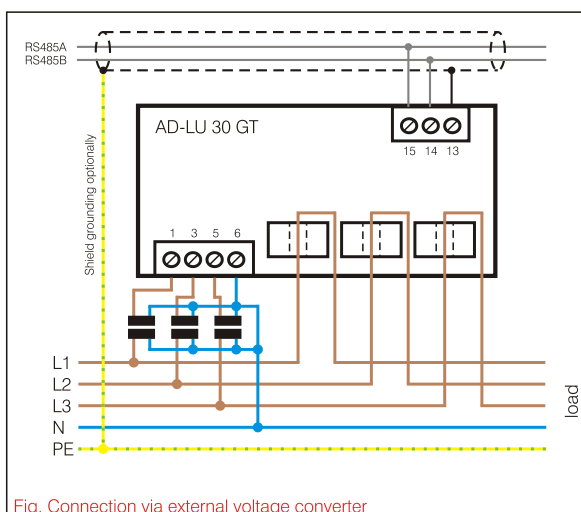 RS485A
RS485B
AD-LU 30 GT
15 14 13
Shield grounding optionally
1 3 5 6
L1
L2
L3
N
PE
load
Fig. Connection via external voltage converter